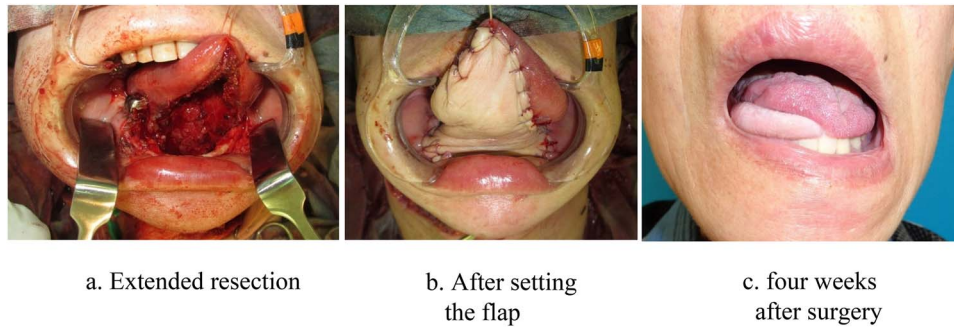 a. Extended resection
b. After setting
the flap
c. four weeks
after surgery